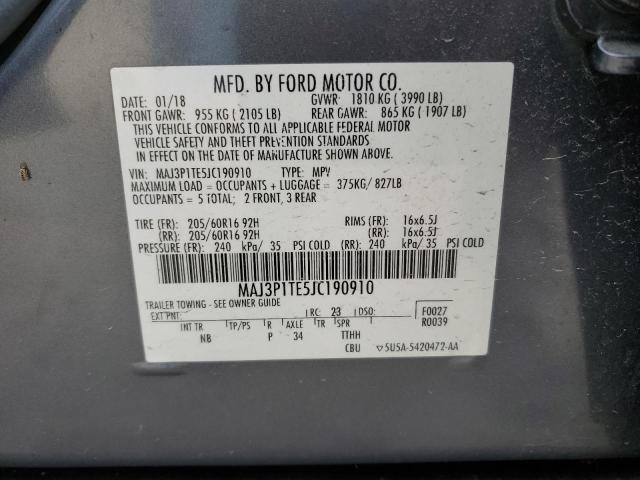 MFD. BY FORD MOTOR CO.
DATE: 01/18 GVWR: 1810 KG ( 3990 LB)
FRONT GAWR: 955 KG ( 2105 LB) REAR GAWR: 865 KG ( 1907 LB)
THIS VEHICLE CONFORMS TO ALL APPLICABLE FEDERAL MOTOR
VEHICLE SAFETY AND THEFT PREVENTION STANDARDS
IN EFFECT ON THE DATE OF MANUFACTURE SHOWN ABOVE.
VIN: MAJ3P1TE5JC190910 TYPE: MPV
MAXIMUM LOAD = OCCUPANTS + LUGGAGE = 375KG/ 827LB
OCCUPANTS = 5 TOTAL; 2 FRONT, 3 REAR
TIRE (FR): 205/60R16 92H RIMS (FR): 16x6.5J
(RR): 205/60R16 92H (RR): 16x6.5J
PRESSURE (FR): 240 kPa/ 35 PSI COLD (RR): 240 kPa/ 35 PSI COLD
MAJ3P1TE5JC190910
TRAILER TOWING - SEE OWNER GUIDE
EXT PNT: RC: 23 DSO: F0027
R0039
INT TR TP/PS R AXLE TR SPR
NB P 34 TTHH
CBU ▽5U5A-5420472-AA